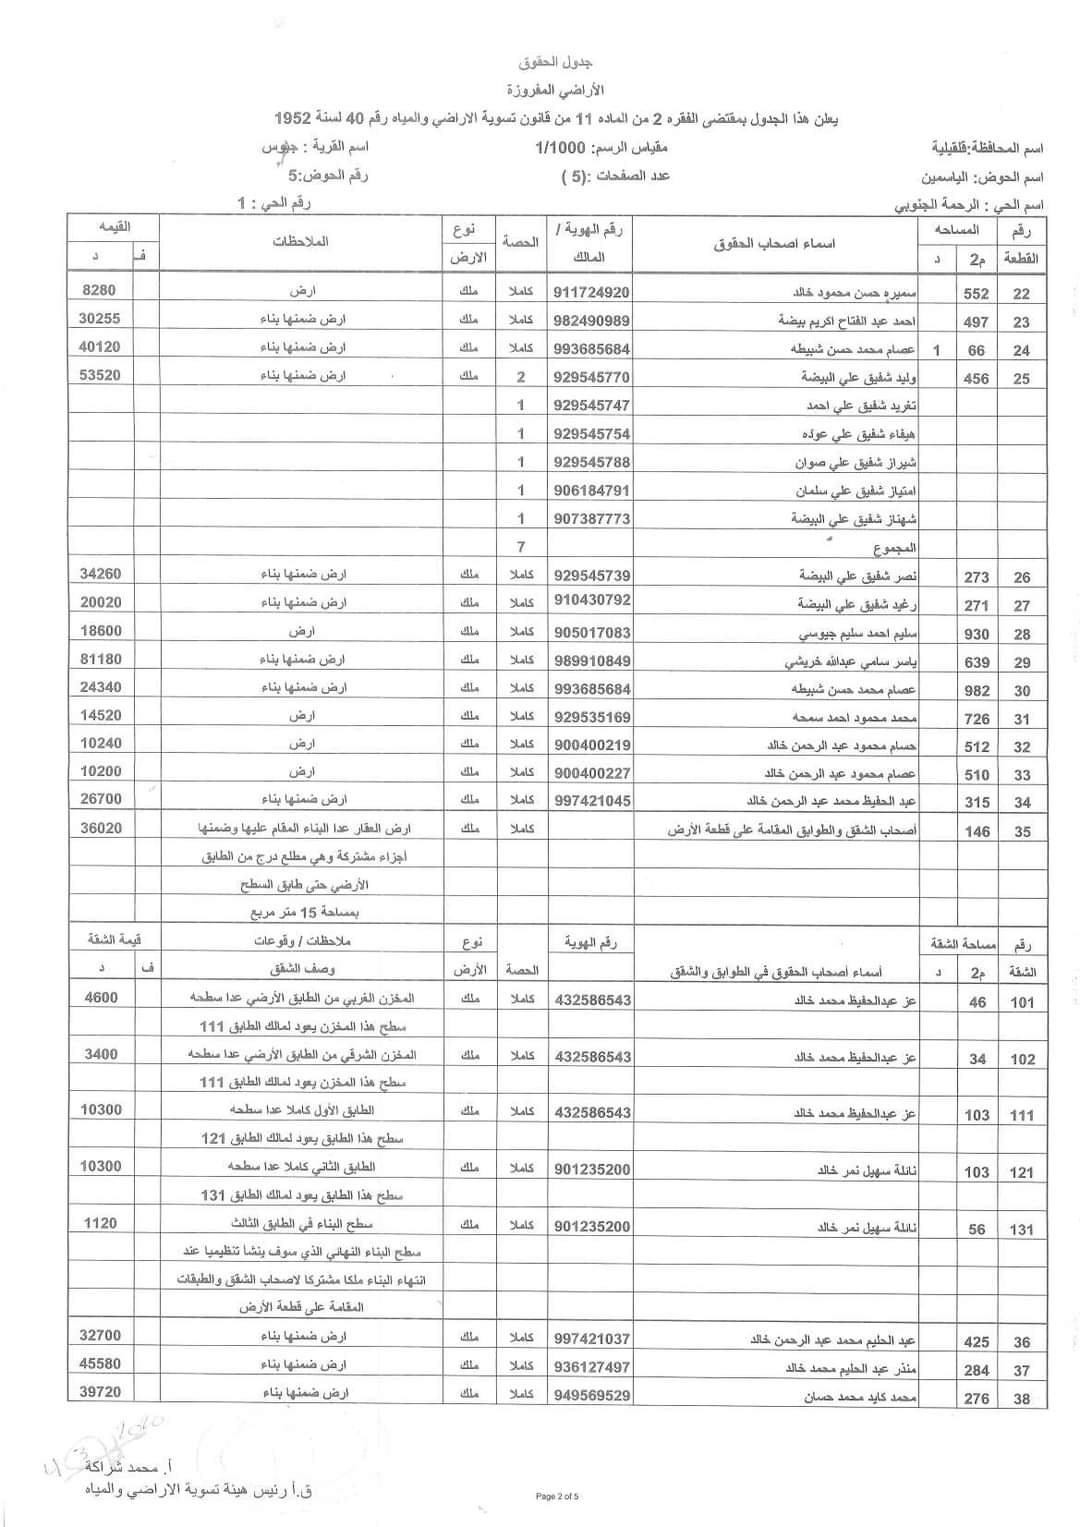 جدول الحقوق
الأراضي المفروزة
يعلن هذا الجدول بمقتضى الفقره 2 من الماده 11 من قانون تسوية الاراضي والمياه رقم 40 لسنة 1952
اسم المحافظة:قلقيلية مقياس الرسم: 1/1000 اسم القرية : جيوس
اسم الحوض: الياسمين عدد الصفحات :(5 ) رقم الحوض:5
اسم الحي : الرحمة الجنوبي رقم الحي : 1
رقم المساحه اسماء اصحاب الحقوق رقم الهوية / الحصة نوع الملاحظات القيمه
القطعة م2 د المالك الارض ف د
22 552 سميره حسن محمود خالد 911724920 كاملا ملك ارض 8280
23 497 احمد عبد الفتاح اكريم بيضة 982490989 كاملا ملك ارض ضمنها بناء 30255
24 66 1 عصام محمد حسن شبيطه 993685684 كاملا ملك ارض ضمنها بناء 40120
25 456 وليد شفيق علي البيضة 929545770 2 ملك ارض ضمنها بناء 53520
تغريد شفيق علي احمد 929545747 1
هيفاء شفيق علي عوده 929545754 1
شيراز شفيق علي صوان 929545788 1
امتياز شفيق علي سلمان 906184791 1
شهناز شفيق علي البيضة 907387773 1
المجموع 7
26 273 نصر شفيق علي البيضة 929545739 كاملا ملك ارض ضمنها بناء 34260
27 271 رغيد شفيق علي البيضة 910430792 كاملا ملك ارض ضمنها بناء 20020
28 930 سليم احمد سليم جيوسي 905017083 كاملا ملك ارض 18600
29 639 ياسر سامي عبدالله خريشي 989910849 كاملا ملك ارض ضمنها بناء 81180
30 982 عصام محمد حسن شبيطه 993685684 كاملا ملك ارض ضمنها بناء 24340
31 726 محمد محمود احمد سمحه 929535169 كاملا ملك ارض 14520
32 512 حسام محمود عبد الرحمن خالد 900400219 كاملا ملك ارض 10240
33 510 عصام محمود عبد الرحمن خالد 900400227 كاملا ملك ارض 10200
34 315 عبد الحفيظ محمد عبد الرحمن خالد 997421045 كاملا ملك ارض ضمنها بناء 26700
35 146 أصحاب الشقق والطوابق المقامة على قطعة الأرض كاملا ملك ارض العقار عدا البناء المقام عليها وضمنها 36020
أجزاء مشتركة وهي مطلع درج من الطابق
الأرضي حتى طابق السطح
بمساحة 15 متر مربع
رقم مساحة الشقة رقم الهوية نوع ملاحظات / وقوعات قيمة الشقة
الشقة م2 د أسماء أصحاب الحقوق في الطوابق والشقق الحصة الأرض وصف الشقق ف د
101 46 عز عبدالحفيظ محمد خالد 432586543 كاملا ملك المخزن الغربي من الطابق الأرضي عدا سطحه 4600
سطح هذا المخزن يعود لمالك الطابق 111
102 34 عز عبدالحفيظ محمد خالد 432586543 كاملا ملك المخزن الشرقي من الطابق الأرضي عدا سطحه 3400
سطح هذا المخزن يعود لمالك الطابق 111
111 103 عز عبدالحفيظ محمد خالد 432586543 كاملا ملك الطابق الأول كاملا عدا سطحه 10300
سطح هذا الطابق يعود لمالك الطابق 121
121 103 نائلة سهيل نمر خالد 901235200 كاملا ملك الطابق الثاني كاملا عدا سطحه 10300
سطح هذا الطابق يعود لمالك الطابق 131
131 56 نائلة سهيل نمر خالد 901235200 كاملا ملك سطح البناء في الطابق الثالث 1120
سطح البناء النهائي الذي سوف ينشأ تنظيميا عند
انتهاء البناء ملكا مشتركا لاصحاب الشقق والطبقات
المقامة على قطعة الأرض
36 425 عبد الحليم محمد عبد الرحمن خالد 997421037 كاملا ملك ارض ضمنها بناء 32700
37 284 منذر عبد الحليم محمد خالد 936127497 كاملا ملك ارض ضمنها بناء 45580
38 276 محمد كايد محمد حسان 949569529 كاملا ملك ارض ضمنها بناء 39720
أ. محمد شراكة
ق.أ رئيس هيئة تسوية الاراضي والمياه
Page 2 of 5